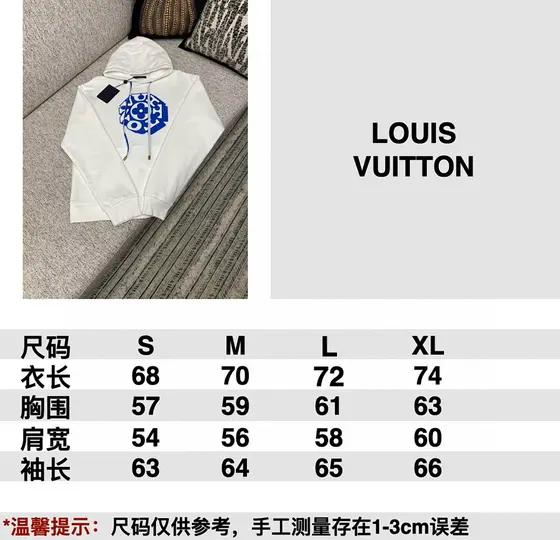 LOUIS
VUITTON
尺码 S M L XL
衣长 68 70 72 74
胸围 57 59 61 63
肩宽 54 56 58 60
袖长 63 64 65 66
*温馨提示：尺码仅供参考，手工测量存在1-3cm误差